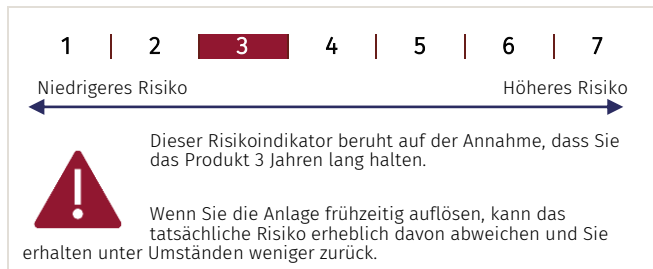 1 | 2 | 3 | 4 | 5 | 6 | 7
Niedrigeres Risiko Höheres Risiko
Dieser Risikoindikator beruht auf der Annahme, dass Sie
das Produkt 3 Jahren lang halten.
Wenn Sie die Anlage frühzeitig auflösen, kann das
tatsächliche Risiko erheblich davon abweichen und Sie
erhalten unter Umständen weniger zurück.